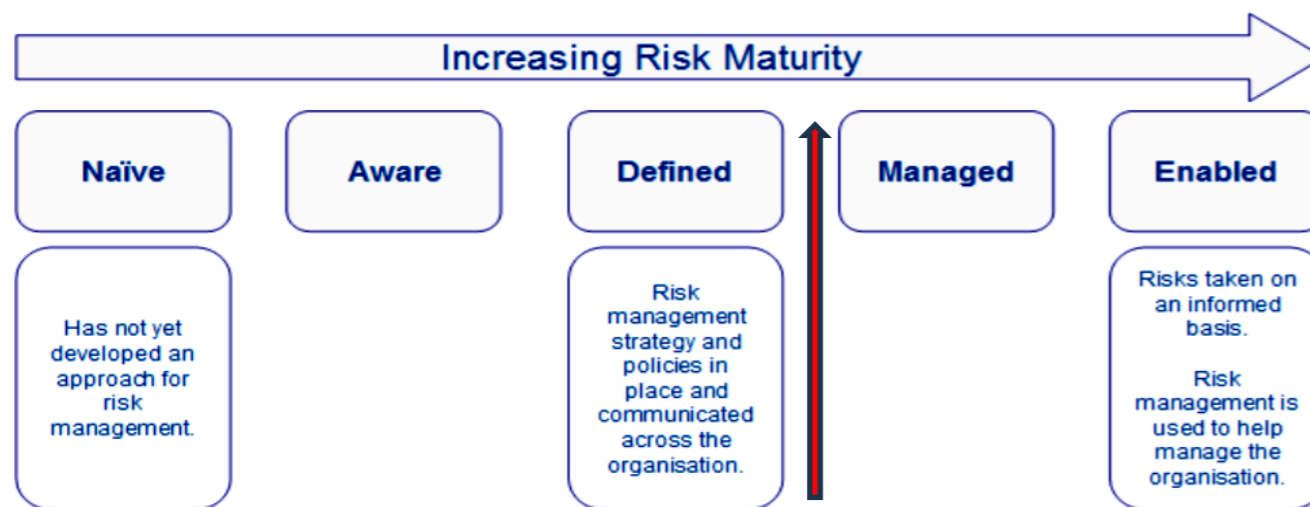 Increasing Risk Maturity
Naïve
Aware
Defined
Managed
Enabled
Has not yet
developed an
approach for
risk
management.
Risk
management
strategy and
policies in
place and
communicated
across the
organisation.
Risks taken on
an informed
basis.
Risk
management is
used to help
manage the
organisation.